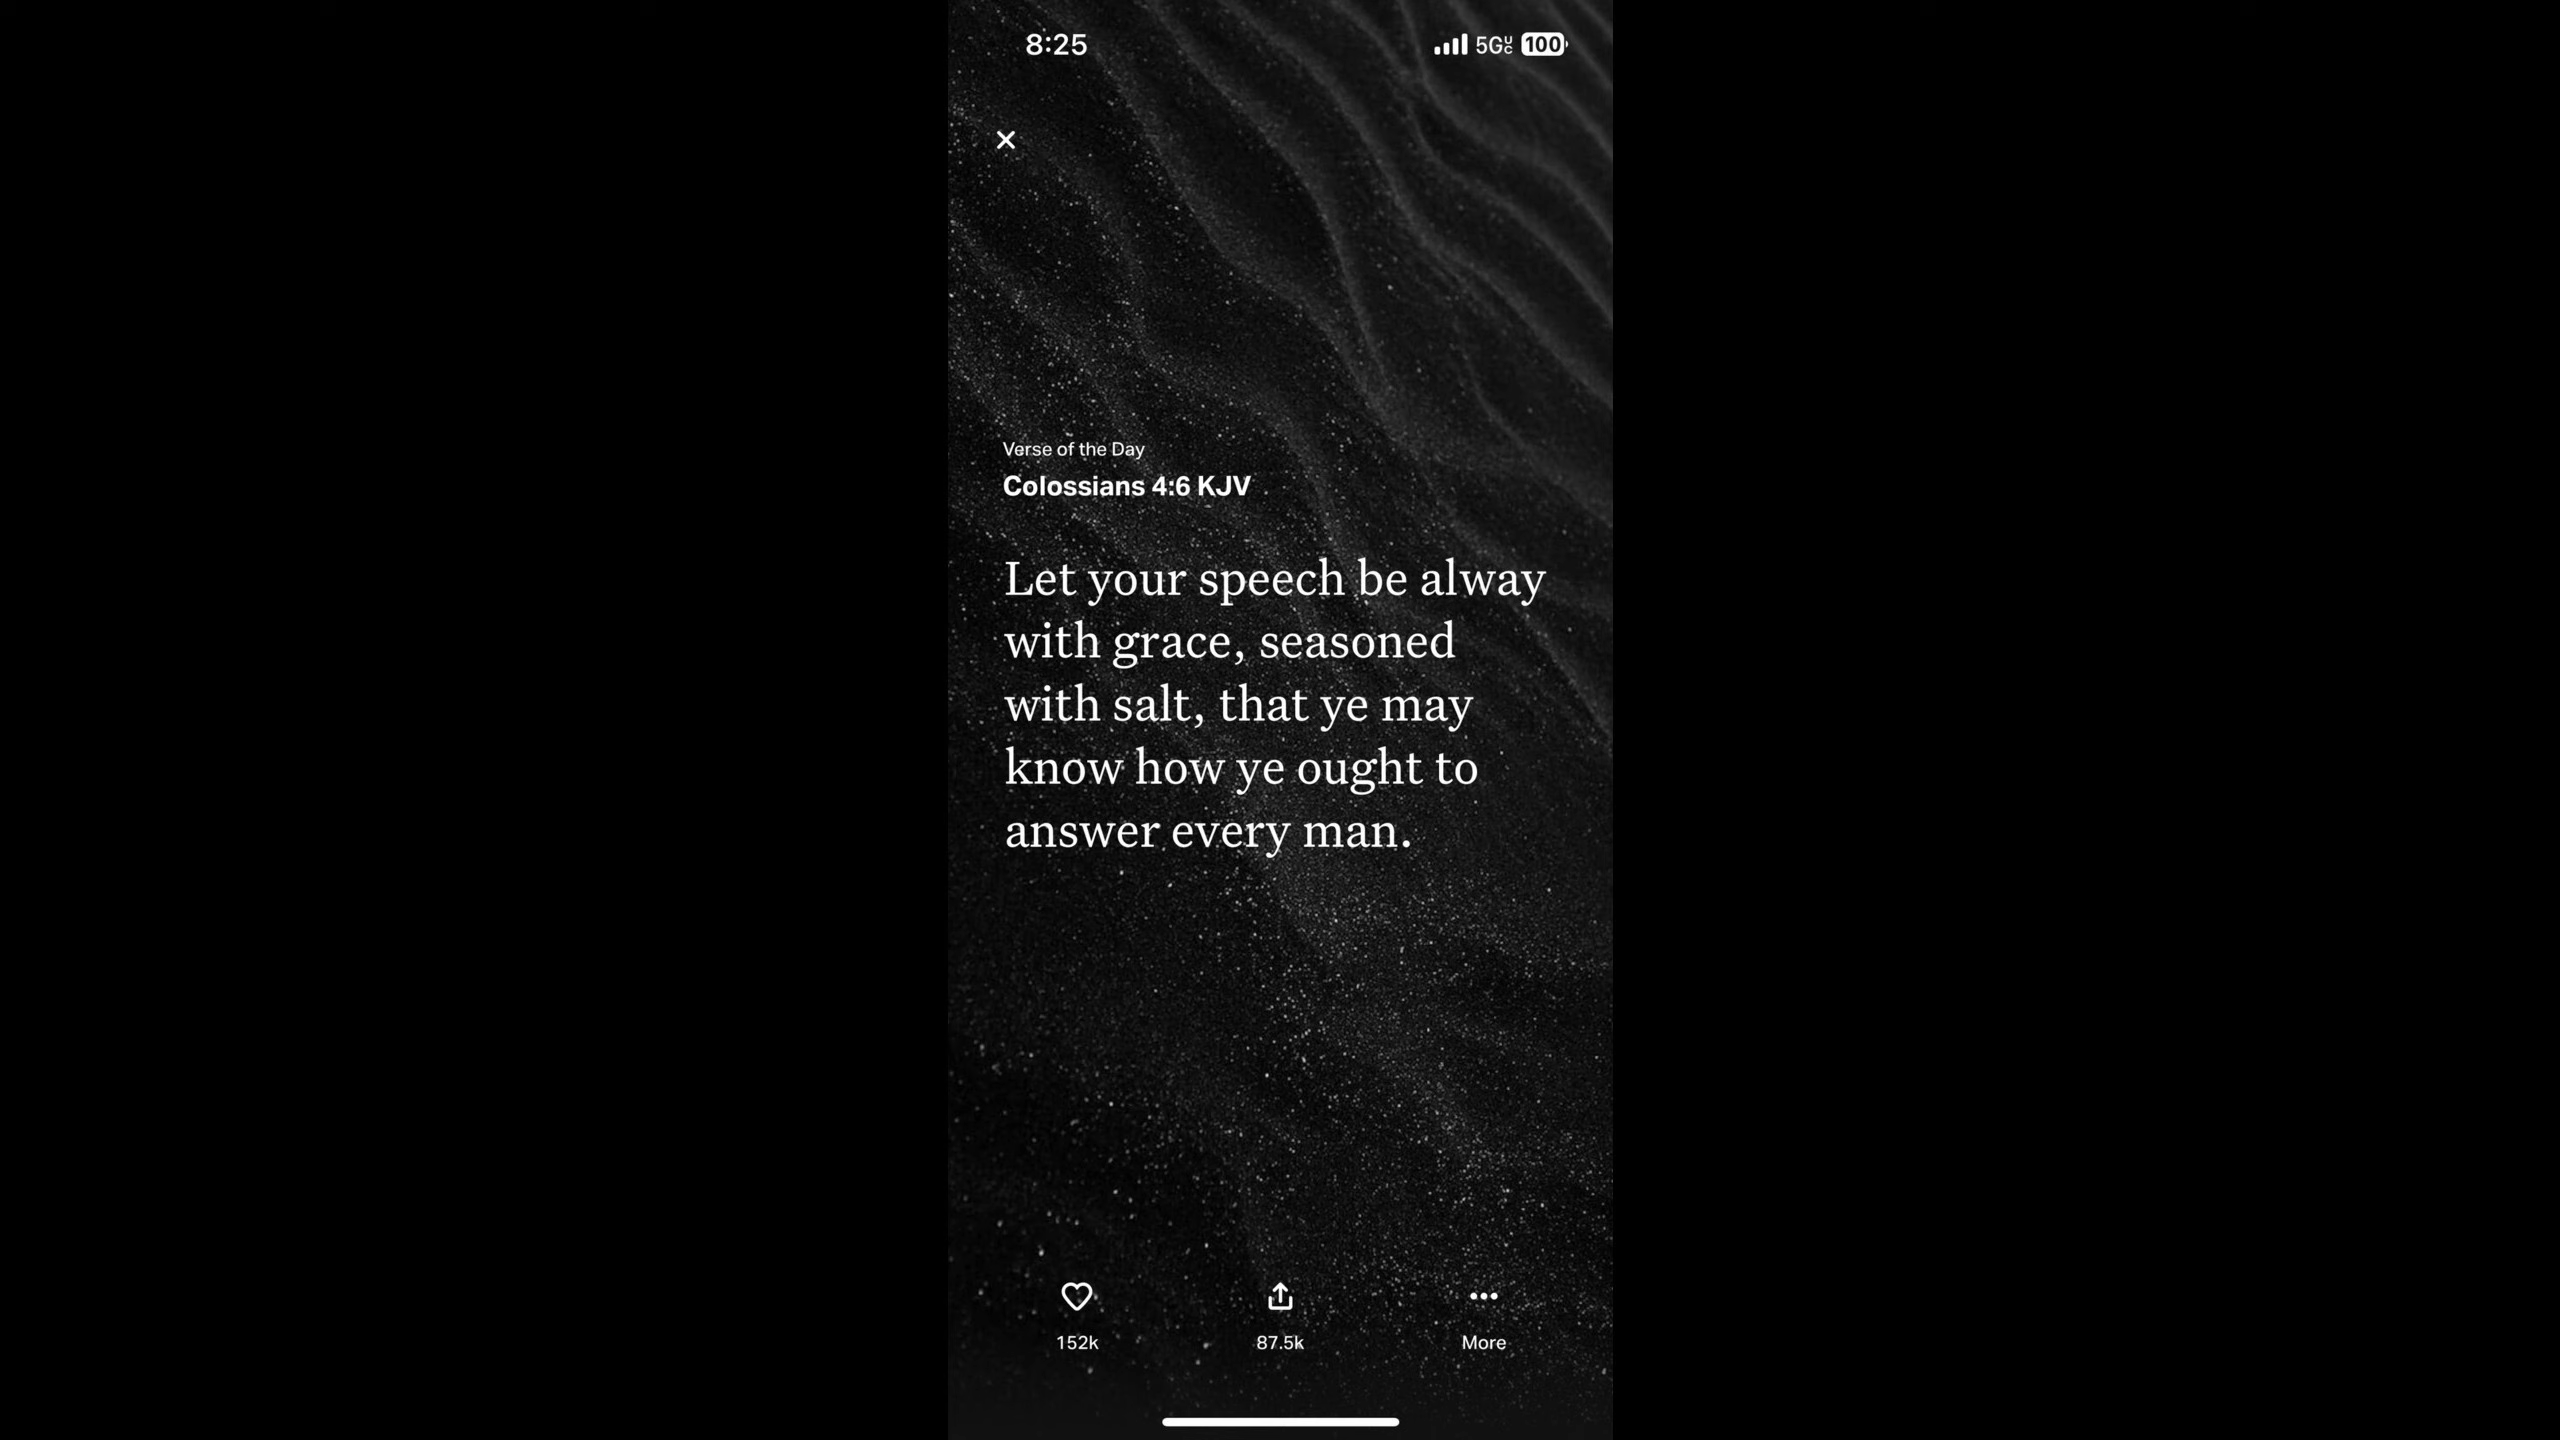 8:25 5GUC 100
Verse of the Day
Colossians 4:6 KJV
Let your speech be alway
with grace, seasoned
with salt, that ye may
know how ye ought to
answer every man.
152k 87.5k More